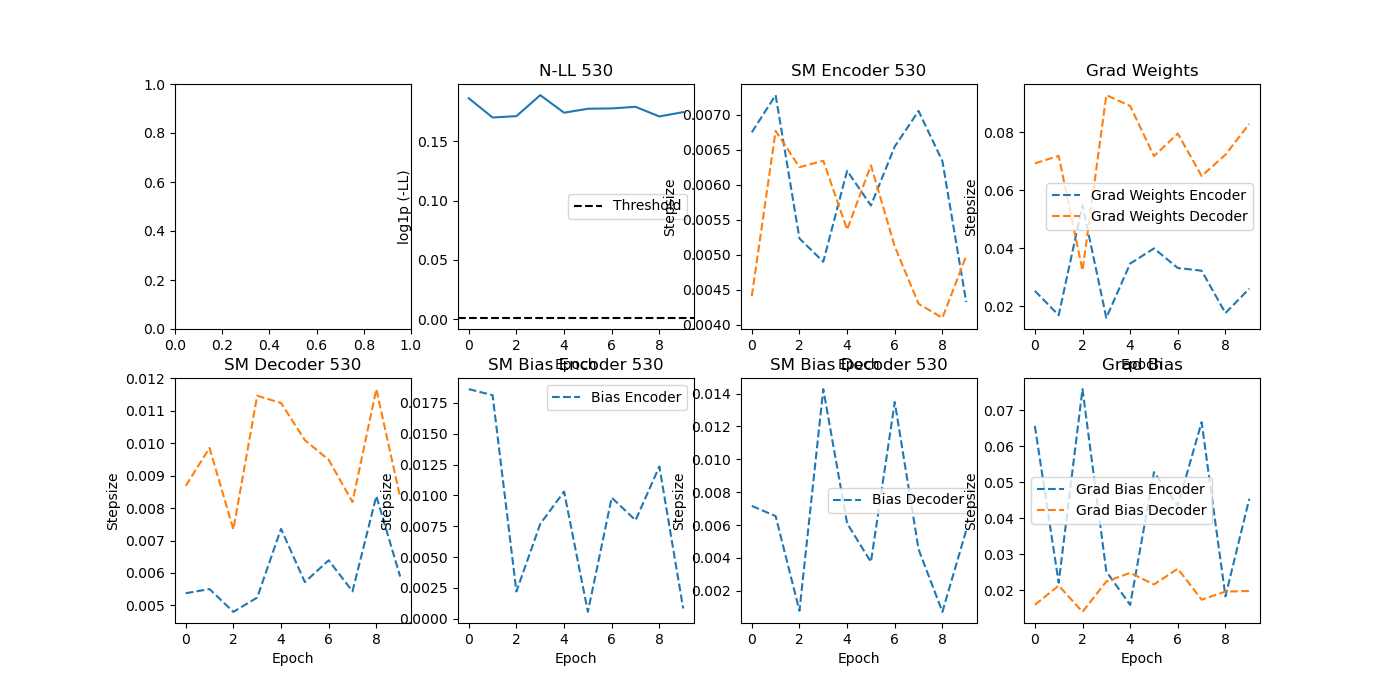 N-LL 530
SM Encoder 530
Grad Weights
1.0
0.8
0.6
0.4
0.2
0.0
0.0 0.2 0.4 0.6 0.8 1.0
log1p (-LL)
0.15
0.10
0.05
0.00
Threshold
0 2 4 6 8
Epoch
Stepsize
0.0070
0.0065
0.0060
0.0055
0.0050
0.0045
0.0040
0 2 4 6 8
Epoch
Stepsize
0.08
0.06
0.04
0.02
Grad Weights Encoder
Grad Weights Decoder
0 2 4 6 8
Epoch
SM Decoder 530
SM Bias Encoder 530
SM Bias Decoder 530
Grad Bias
Stepsize
0.012
0.011
0.010
0.009
0.008
0.007
0.006
0.005
0 2 4 6 8
Epoch
Stepsize
0.0175
0.0150
0.0125
0.0100
0.0075
0.0050
0.0025
0.0000
Bias Encoder
0 2 4 6 8
Epoch
Stepsize
0.014
0.012
0.010
0.008
0.006
0.004
0.002
Bias Decoder
0 2 4 6 8
Epoch
Stepsize
0.07
0.06
0.05
0.04
0.03
0.02
Grad Bias Encoder
Grad Bias Decoder
0 2 4 6 8
Epoch